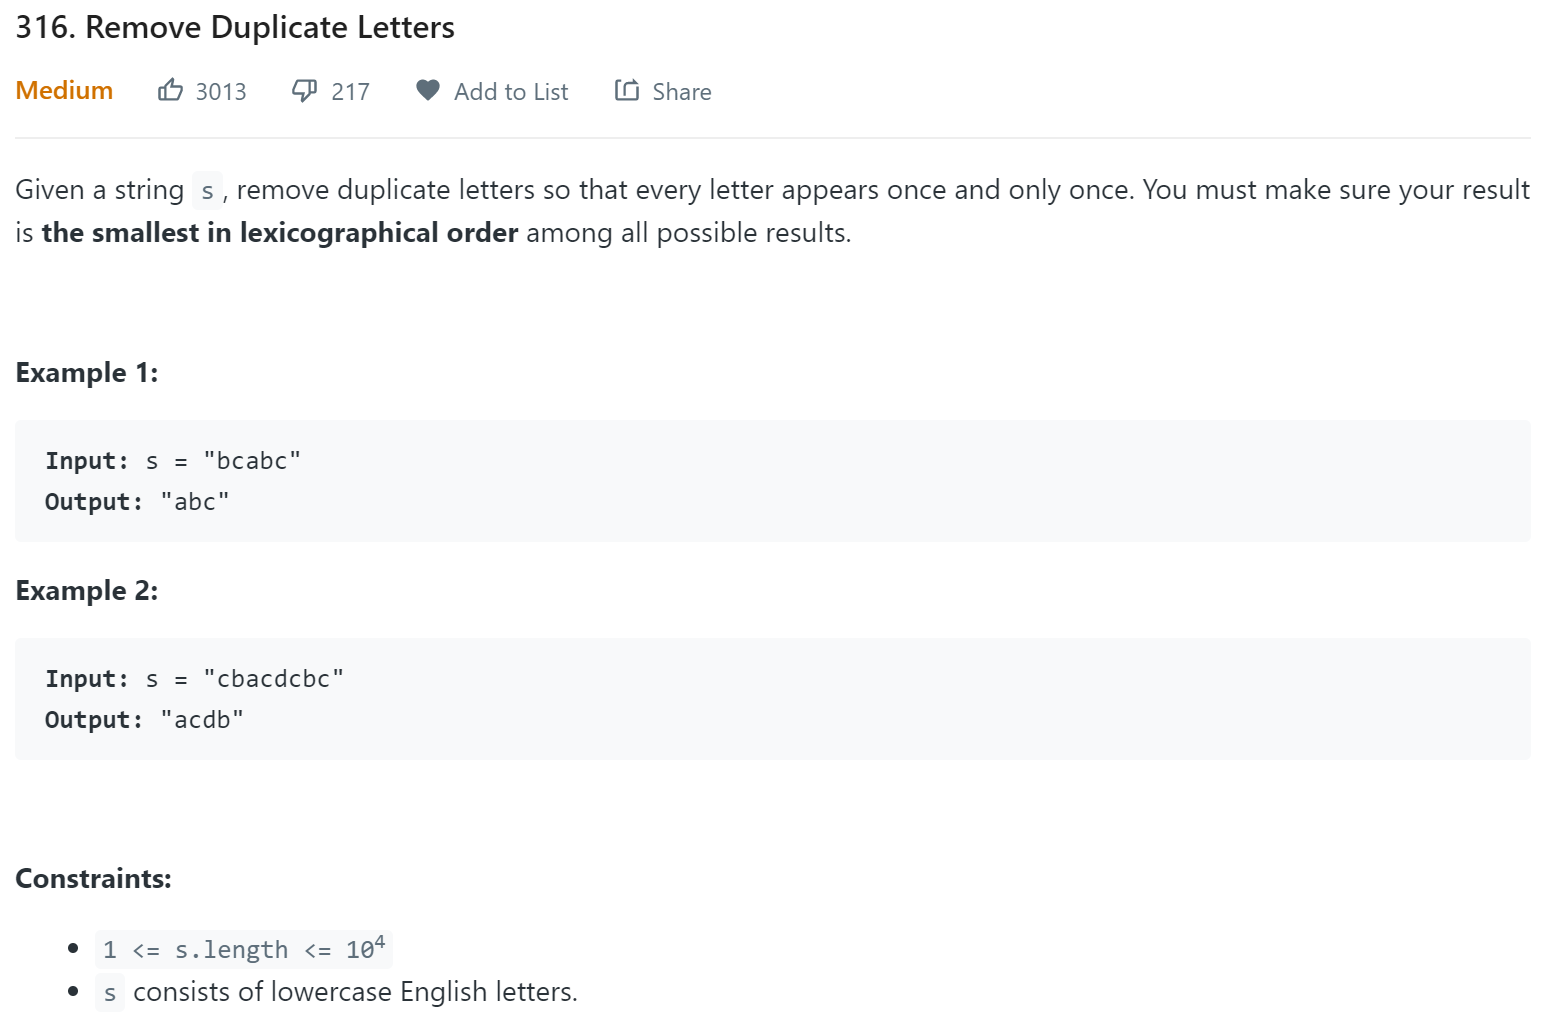 316. Remove Duplicate Letters
Medium 3013 217 Add to List Share
Given a string s, remove duplicate letters so that every letter appears once and only once. You must make sure your result
is the smallest in lexicographical order among all possible results.
Example 1:
Input: s = "bcabc"
Output: "abc"
Example 2:
Input: s = "cbacdcbc"
Output: "acdb"
Constraints:
• 1 <= s.length <= 10⁴
• s consists of lowercase English letters.